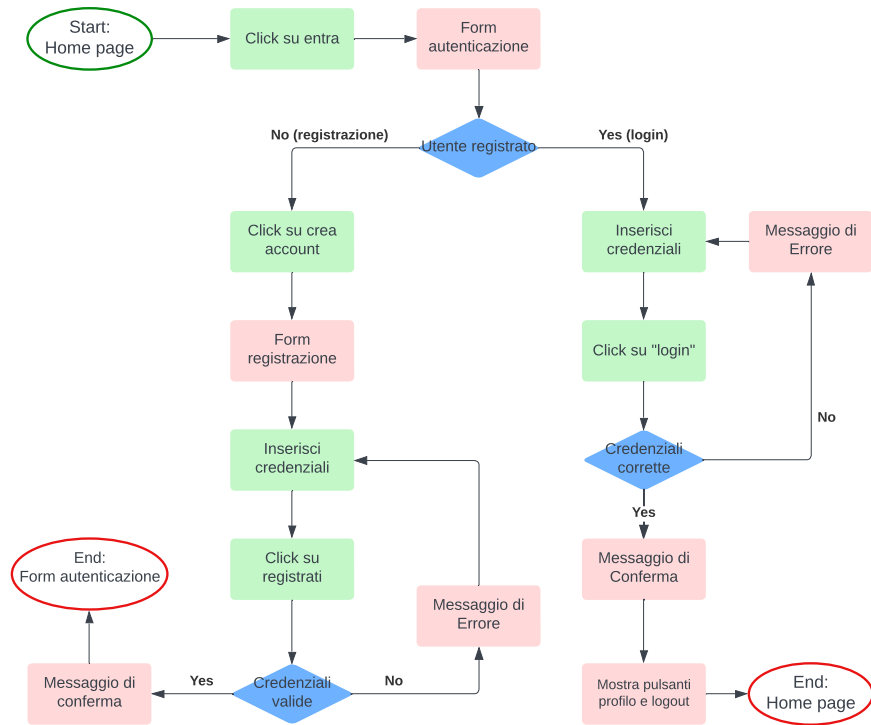 Start:
Home page
Click su entra
Form
autenticazione
Utente registrato
No (registrazione)
Yes (login)
Click su crea
account
Inserisci
credenziali
Messaggio di
Errore
Form
registrazione
Click su "login"
No
Inserisci
credenziali
Credenziali
corrette
Yes
End:
Form autenticazione
Click su
registrati
Messaggio di
Conferma
Messaggio di
Errore
Messaggio di
conferma
Yes
Credenziali
valide
No
Mostra pulsanti
profilo e logout
End:
Home page